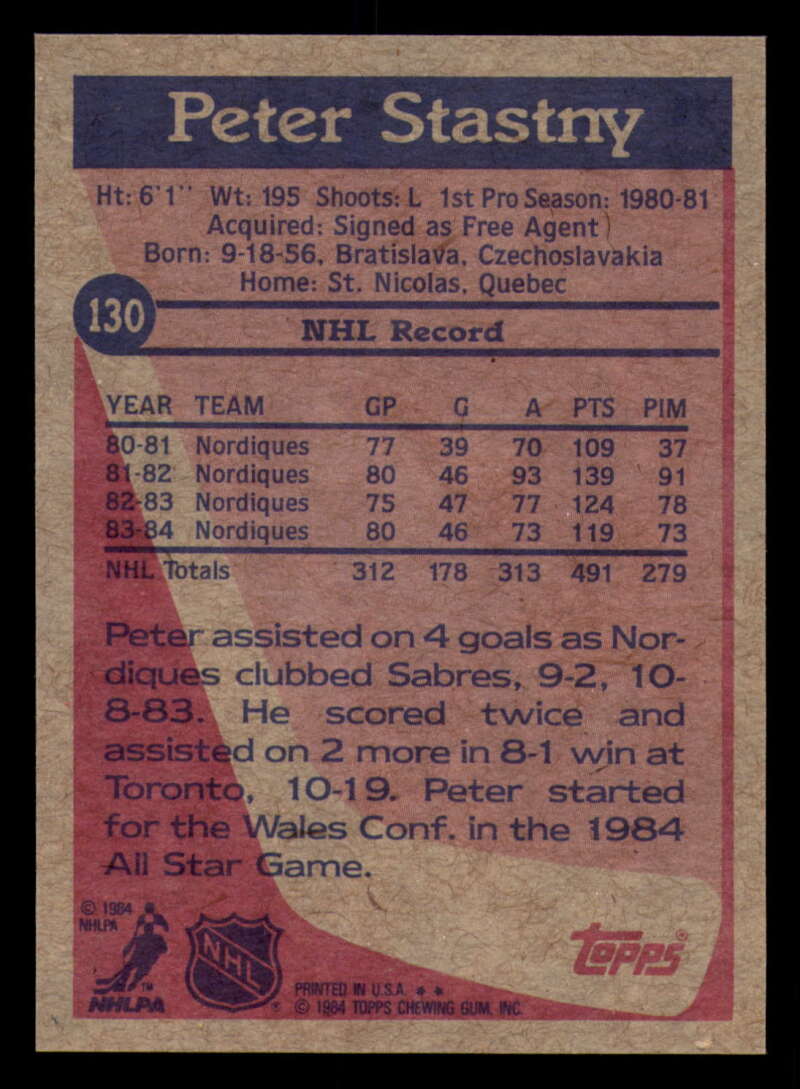 Peter Stastny
Ht: 6'1'' Wt: 195 Shoots: L 1st Pro Season: 1980-81
Acquired: Signed as Free Agent
Born: 9-18-56, Bratislava, Czechoslavakia
Home: St. Nicolas, Quebec
130
NHL Record
YEAR TEAM GP G A PTS PIM
80-81 Nordiques 77 39 70 109 37
81-82 Nordiques 80 46 93 139 91
82-83 Nordiques 75 47 77 124 78
83-84 Nordiques 80 46 73 119 73
NHL Totals 312 178 313 491 279
Peter assisted on 4 goals as Nor-
diques clubbed Sabres, 9-2, 10-
8-83. He scored twice and
assisted on 2 more in 8-1 win at
Toronto, 10-19. Peter started
for the Wales Conf. in the 1984
All Star Game.
© 1984
NHLPA
TM
NHLPA
NHL ®
topps®
PRINTED IN U.S.A. * *
© 1984 TOPPS CHEWING GUM, INC.